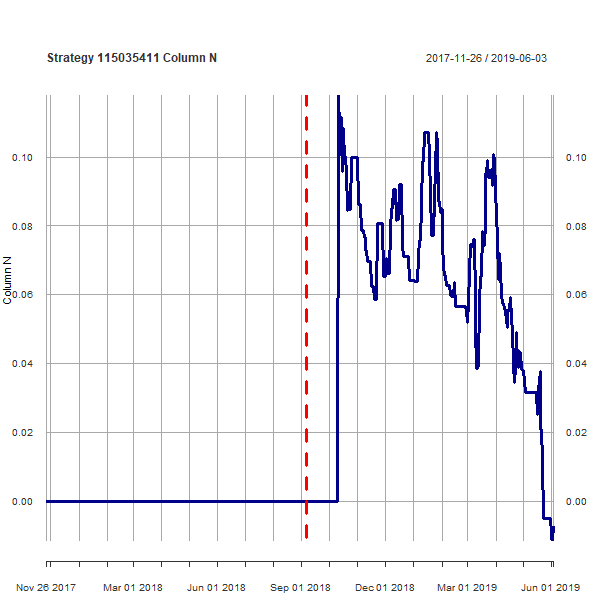 Strategy 115035411 Column N
2017-11-26 / 2019-06-03
Column N
0.10
0.08
0.06
0.04
0.02
0.00
0.10
0.08
0.06
0.04
0.02
0.00
Nov 26 2017
Mar 01 2018
Jun 01 2018
Sep 01 2018
Dec 01 2018
Mar 01 2019
Jun 01 2019